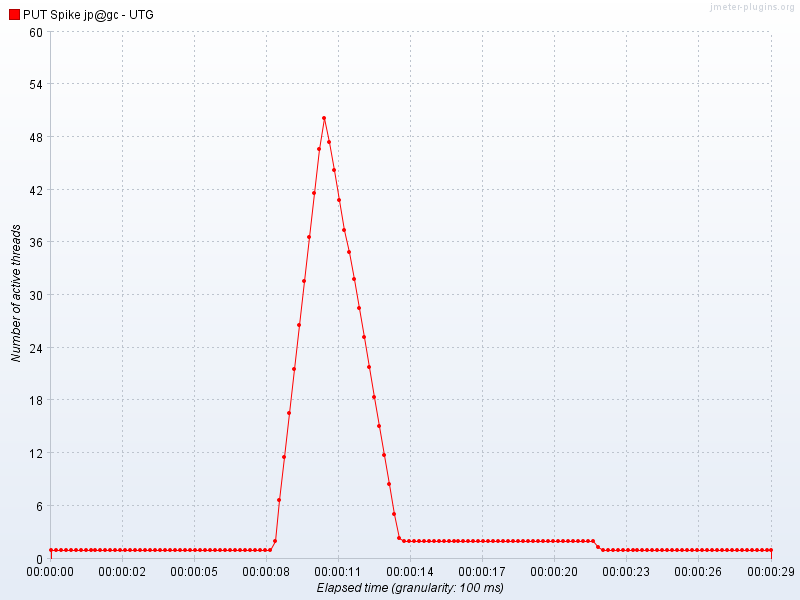 jmeter-plugins.org
PUT Spike jp@gc - UTG
60
54
48
42
36
30
24
18
12
6
0
Number of active threads
00:00:00 00:00:02 00:00:05 00:00:08 00:00:11 00:00:14 00:00:17 00:00:20 00:00:23 00:00:26 00:00:29
Elapsed time (granularity: 100 ms)